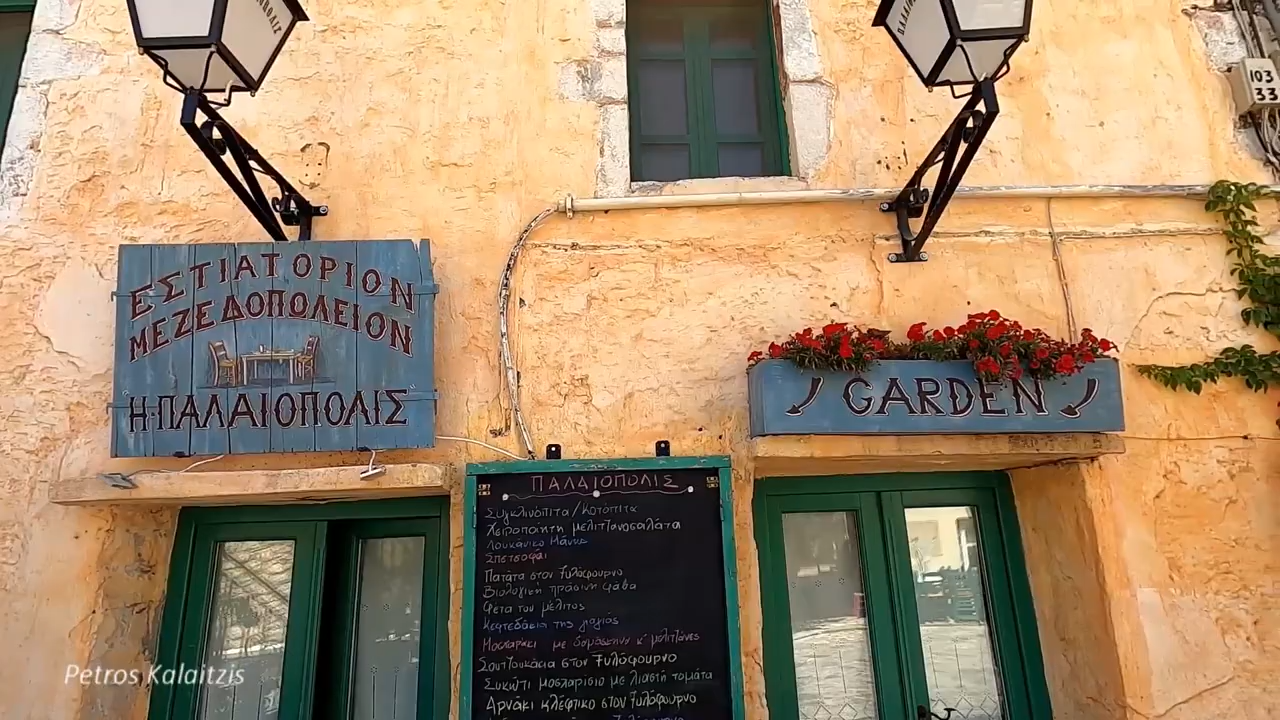 ΕΣΤΙΑΤΟΡΙΟΝ
ΜΕΖΕΔΟΠΩΛΕΙΟΝ
"Η ΠΑΛΑΙΟΠΟΛΙΣ"
GARDEN
103
33
ΠΑΛΑΙΟΠΟΛΙΣ
Συγκλινόπιτα/Κοτόπιτα
Χειροποίητη μελιτζανοσαλάτα
Λουκάνικο Μάνης
Σπετσοφάι
Πατάτα στον ξυλόφουρνο
Βιολογική πράσινη φάβα
Φέτα του μέλιτος
Κεφτεδάκια της γιαγιάς
Μοσχαράκι με δαμάσκηνα κ' μελιτζάνες
Σουτζουκάκια στον ξυλόφουρνο
Συκώτι μοσχαρίσιο με λιαστή τομάτα
Αρνάκι κλέφτικο στον ξυλόφουρνο
Petros Kalaitzis